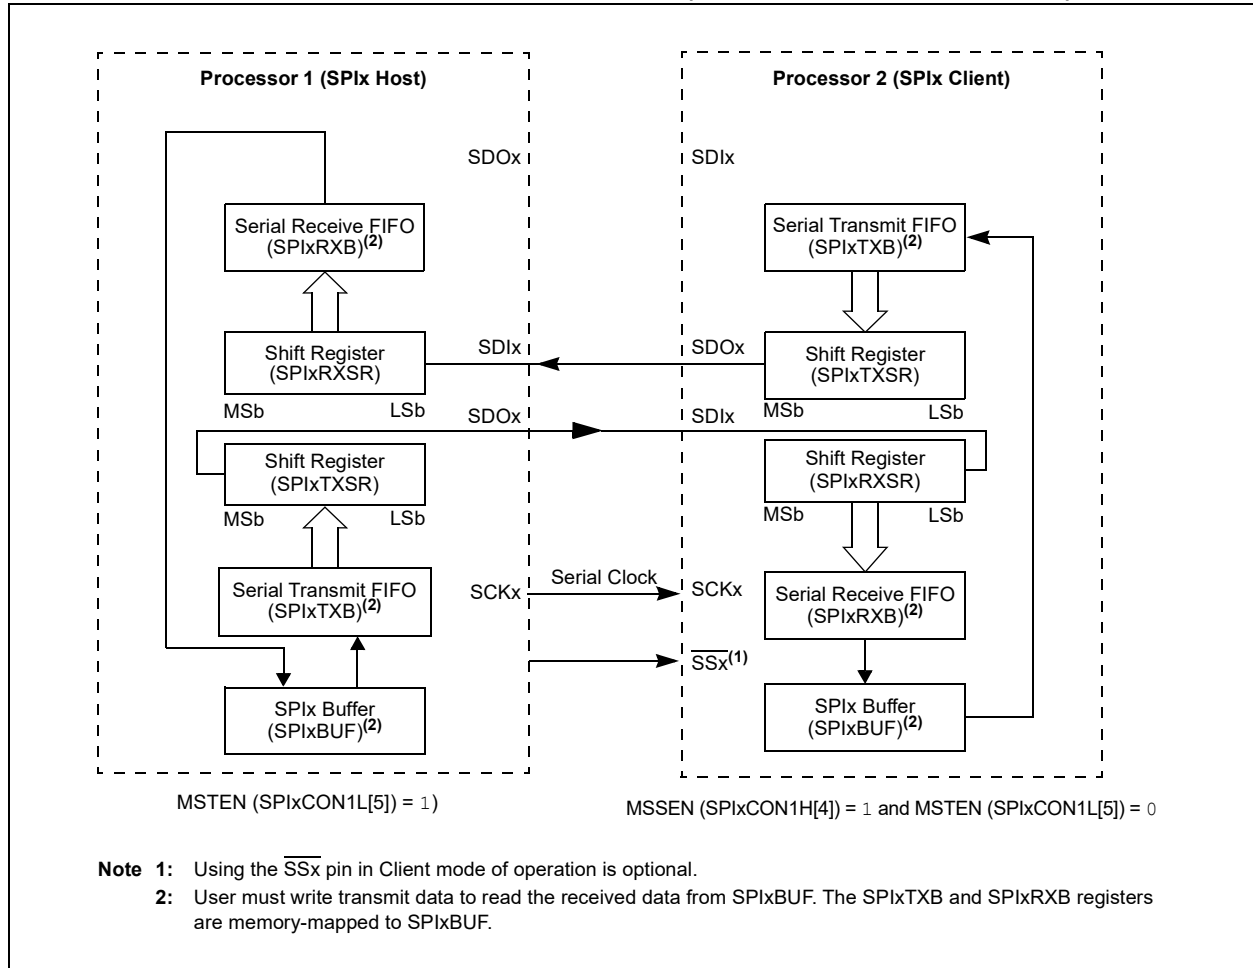 Processor 1 (SPIx Host)
SDOx
Serial Receive FIFO
(SPIxRXB)(2)
Shift Register
(SPIxRXSR)
SDIx
MSb LSb
SDOx
Shift Register
(SPIxTXSR)
MSb LSb
Serial Transmit FIFO
(SPIxTXB)(2)
SCKx
SPIx Buffer
(SPIxBUF)(2)
Serial Clock
Processor 2 (SPIx Client)
SDIx
Serial Transmit FIFO
(SPIxTXB)(2)
SDOx
Shift Register
(SPIxTXSR)
MSb LSb
SDIx
Shift Register
(SPIxRXSR)
MSb LSb
SCKx
Serial Receive FIFO
(SPIxRXB)(2)
SSx(1)
SPIx Buffer
(SPIxBUF)(2)
MSTEN (SPIxCON1L[5]) = 1)
MSSEN (SPIxCON1H[4]) = 1 and MSTEN (SPIxCON1L[5]) = 0
Note 1: Using the SSx pin in Client mode of operation is optional.
2: User must write transmit data to read the received data from SPIxBUF. The SPIxTXB and SPIxRXB registers
are memory-mapped to SPIxBUF.